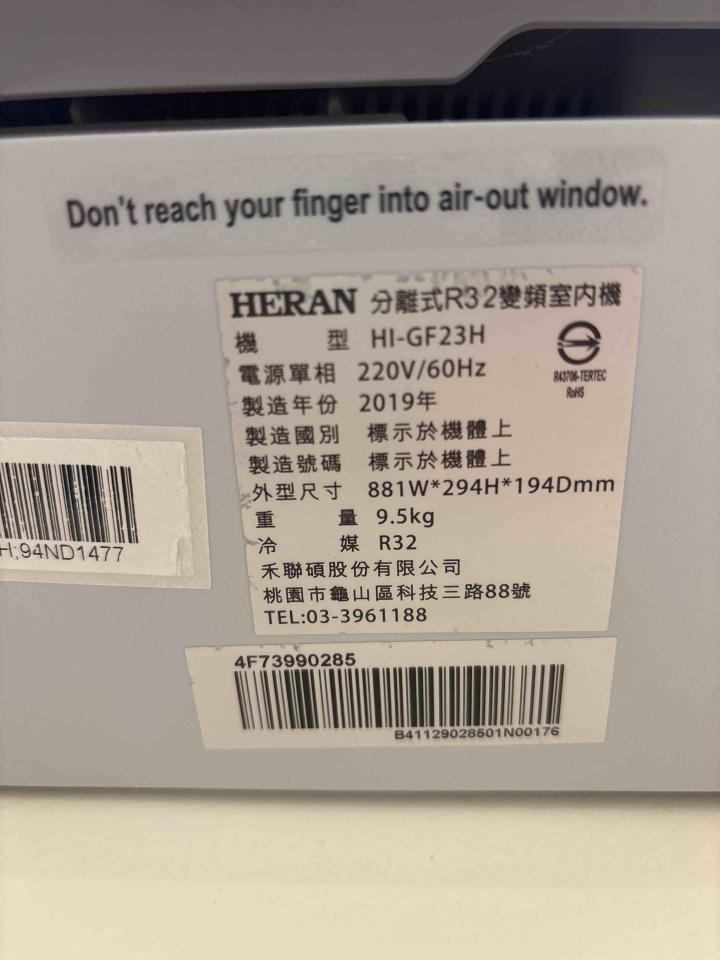 Don't reach your finger into air-out window.
HERAN 分離式R32變頻室內機
機型 HI-GF23H
電源單相 220V/60Hz
製造年份 2019年
製造國別 標示於機體上
製造號碼 標示於機體上
外型尺寸 881W*294H*194Dmm
重量 9.5kg
冷媒 R32
禾聯碩股份有限公司
桃園市龜山區科技三路88號
TEL:03-3961188
R43706-TERTEC
RoHS
H;94ND1477
4F73990285
B41129028501N00176